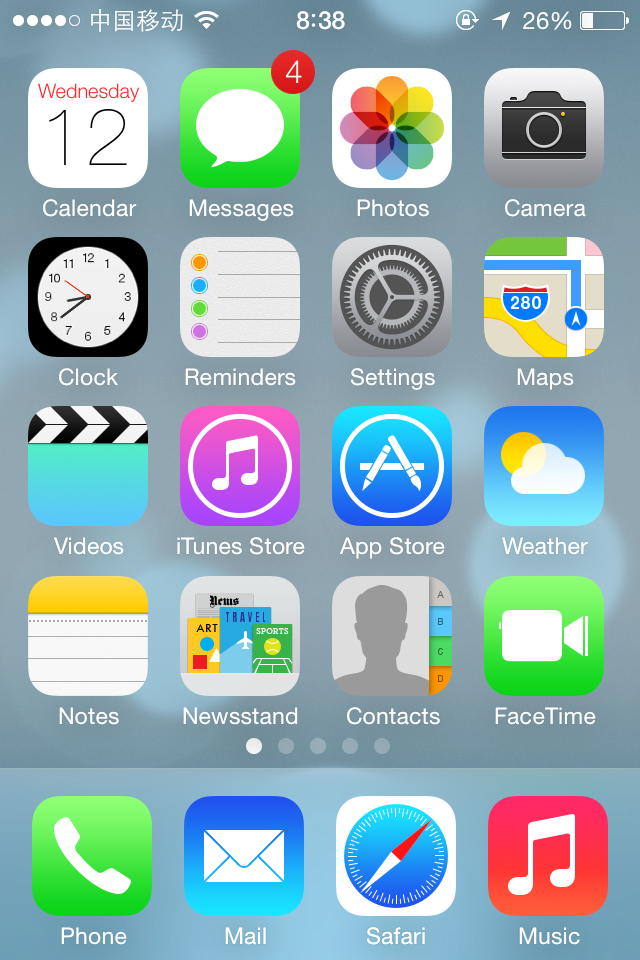 中国移动 8:38 26%
4
Wednesday
12
Calendar Messages Photos Camera
12
11 1
10 2
9 3
8 4
7 5
6
280
Clock Reminders Settings Maps
Videos iTunes Store App Store Weather
News
TRAVEL
ART
SPORTS
A
B
C
D
Notes Newsstand Contacts FaceTime
Phone Mail Safari Music